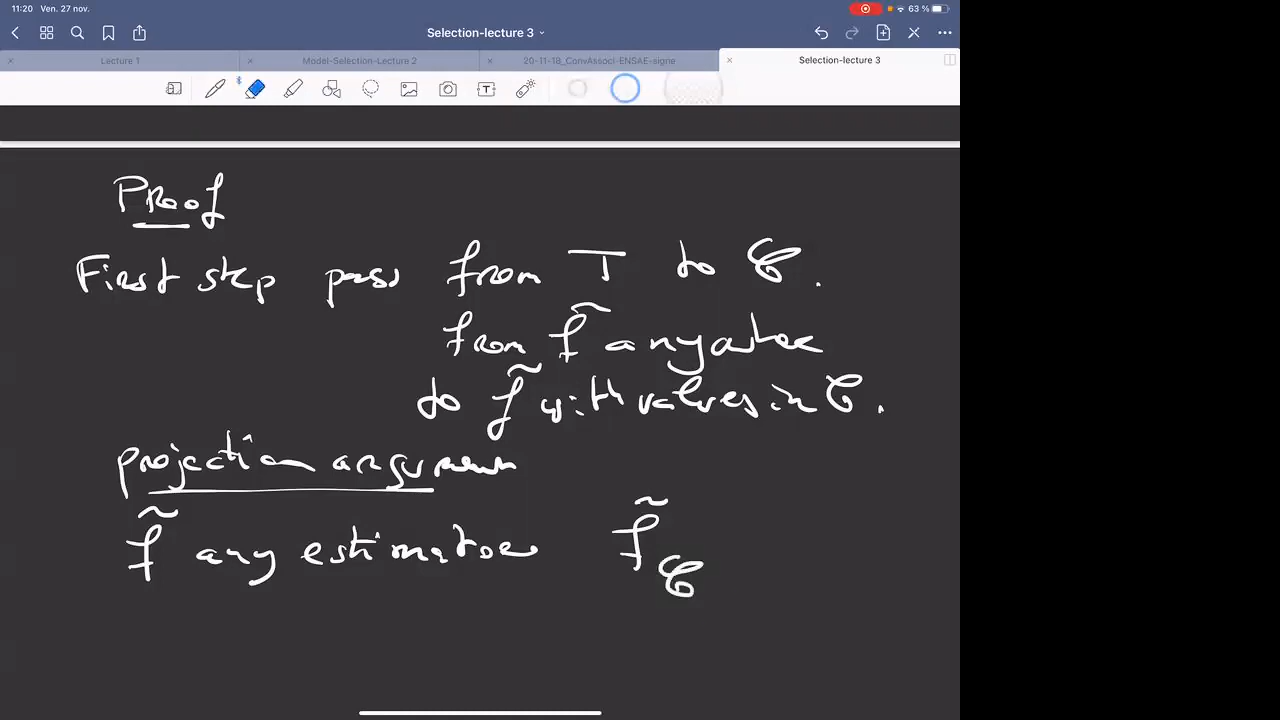 11:20 Ven. 27 nov.
63 %
Selection-lecture 3
Lecture 1
Model-Selection-Lecture 2
20-11-18_ConvAssoci-ENSAE-signe
Selection-lecture 3
T
Proof
First step pass from T to C.
from f̃ any
to f̃ with values in C.
projection argument
f̃ any estimator f̃_C